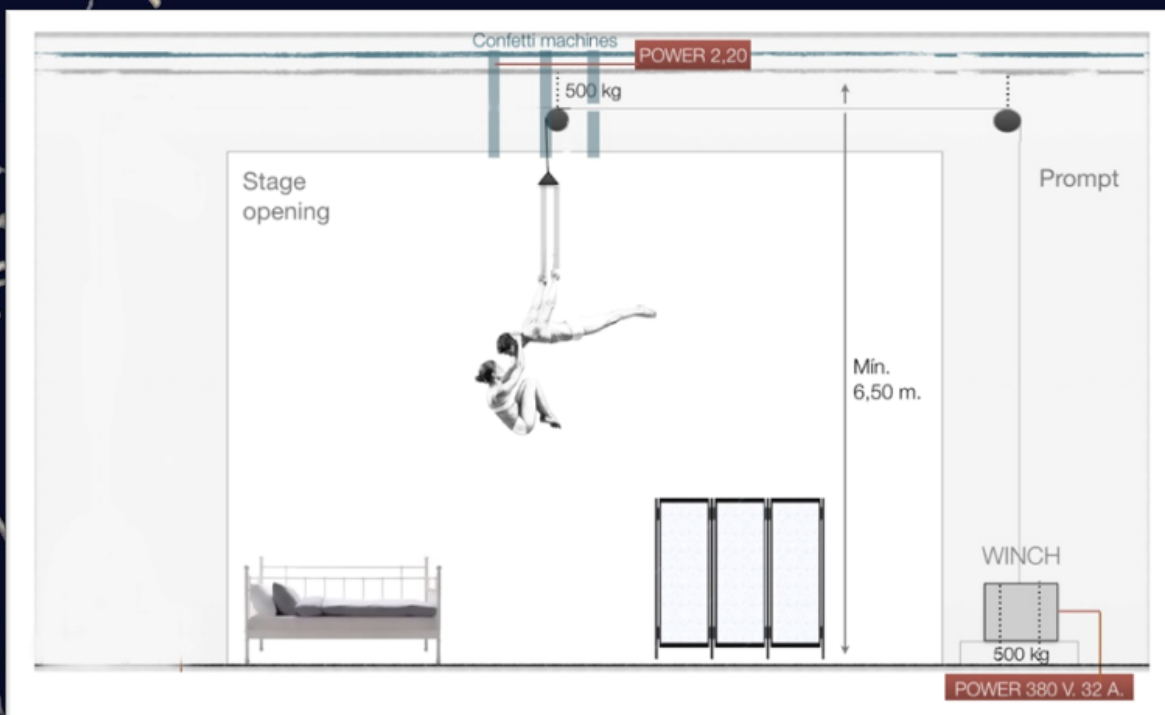 Confetti machines
POWER 2,20
500 kg
Stage
opening
Prompt
Mín.
6,50 m.
WINCH
500 kg
POWER 380 V. 32 A.